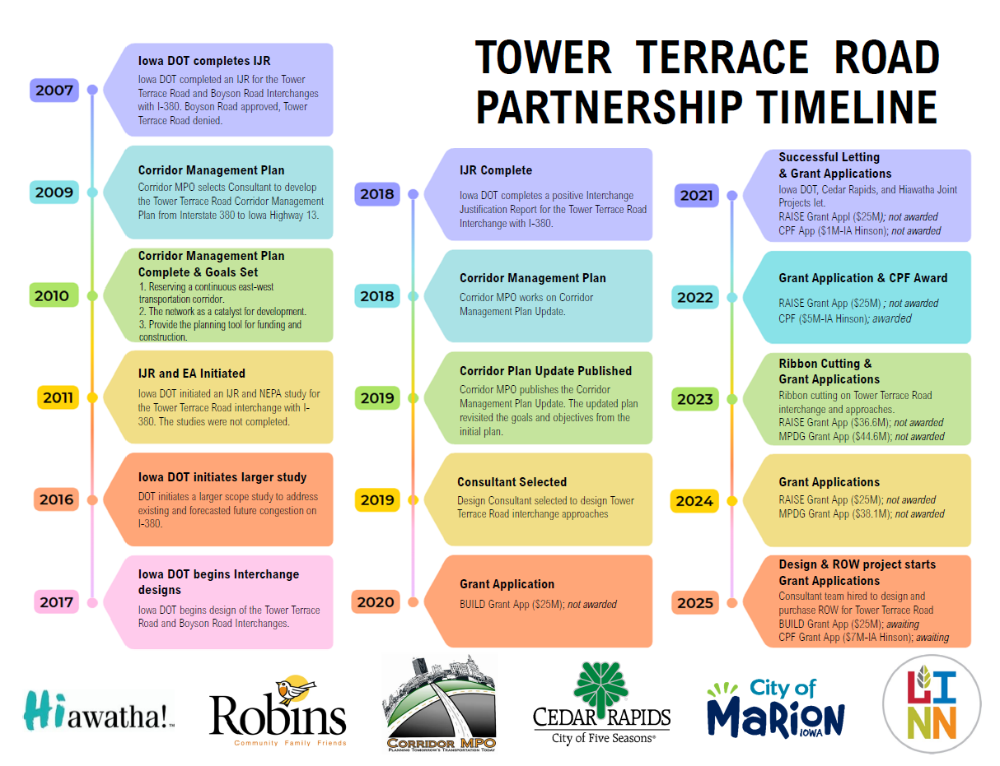 TOWER TERRACE ROAD
PARTNERSHIP TIMELINE
2007
Iowa DOT completes IJR
Iowa DOT completed an IJR for the Tower
Terrace Road and Boyson Road Interchanges
with I-380. Boyson Road approved, Tower
Terrace Road denied.
2009
Corridor Management Plan
Corridor MPO selects Consultant to develop
the Tower Terrace Road Corridor Management
Plan from Interstate 380 to Iowa Highway 13.
2010
Corridor Management Plan
Complete & Goals Set
1. Reserving a continuous east-west
transportation corridor.
2. The network as a catalyst for development.
3. Provide the planning tool for funding and
construction.
2011
IJR and EA Initiated
Iowa DOT initiated an IJR and NEPA study for
the Tower Terrace Road interchange with I-
380. The studies were not completed.
2016
Iowa DOT initiates larger study
DOT initiates a larger scope study to address
existing and forecasted future congestion on
I-380.
2017
Iowa DOT begins Interchange
designs
Iowa DOT begins design of the Tower Terrace
Road and Boyson Road Interchanges.
2018
IJR Complete
Iowa DOT completes a positive Interchange
Justification Report for the Tower Terrace Road
Interchange with I-380.
2018
Corridor Management Plan
Corridor MPO works on Corridor
Management Plan Update.
2019
Corridor Plan Update Published
Corridor MPO publishes the Corridor
Management Plan Update. The updated plan
revisited the goals and objectives from the
initial plan.
2019
Consultant Selected
Design Consultant selected to design Tower
Terrace Road interchange approaches
2020
Grant Application
BUILD Grant App ($25M); not awarded
2021
Successful Letting
& Grant Applications
Iowa DOT, Cedar Rapids, and Hiawatha Joint
Projects let.
RAISE Grant Appl ($25M); not awarded
CPF App ($1M-IA Hinson); not awarded
2022
Grant Application & CPF Award
RAISE Grant App ($25M) ; not awarded
CPF ($5M-IA Hinson); awarded
2023
Ribbon Cutting &
Grant Applications
Ribbon cutting on Tower Terrace Road
interchange and approaches.
RAISE Grant App ($36.6M); not awarded
MPDG Grant App ($44.6M); not awarded
2024
Grant Applications
RAISE Grant App ($25M); not awarded
MPDG Grant App ($38.1M); not awarded
2025
Design & ROW project starts
Grant Applications
Consultant team hired to design and
purchase ROW for Tower Terrace Road
BUILD Grant App ($25M); awaiting
CPF Grant App ($7M-IA Hinson); awaiting
Hiawatha!™
Robins
Community Family Friends
CORRIDOR MPO
PLANNING TOMORROW'S TRANSPORTATION TODAY
CEDAR RAPIDS
City of Five Seasons®
City of
MARION
IOWA
LINN